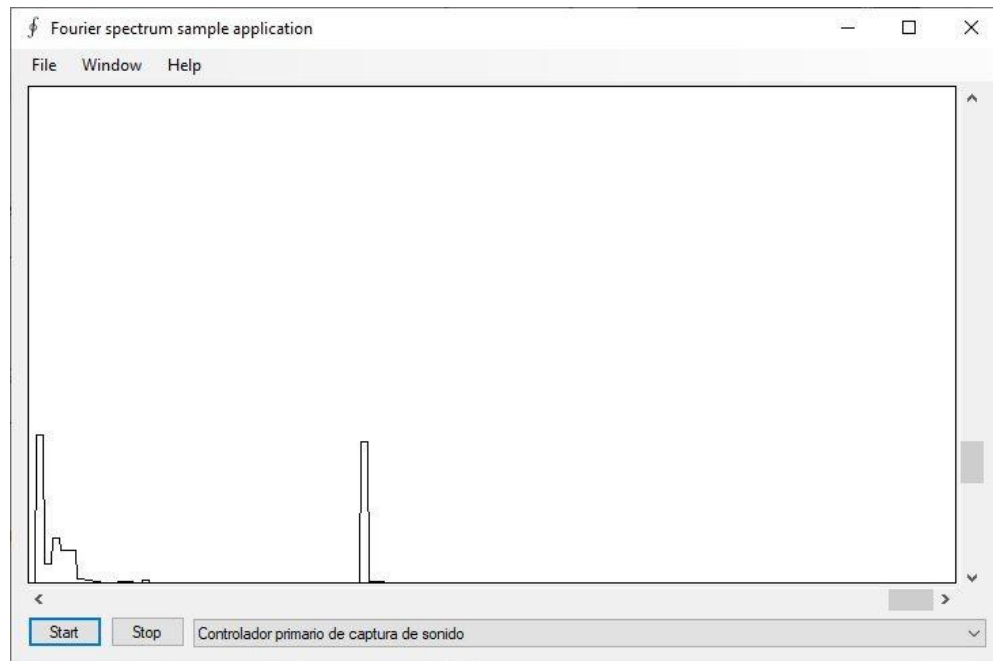 ∮ Fourier spectrum sample application
File Window Help
Start Stop Controlador primario de captura de sonido